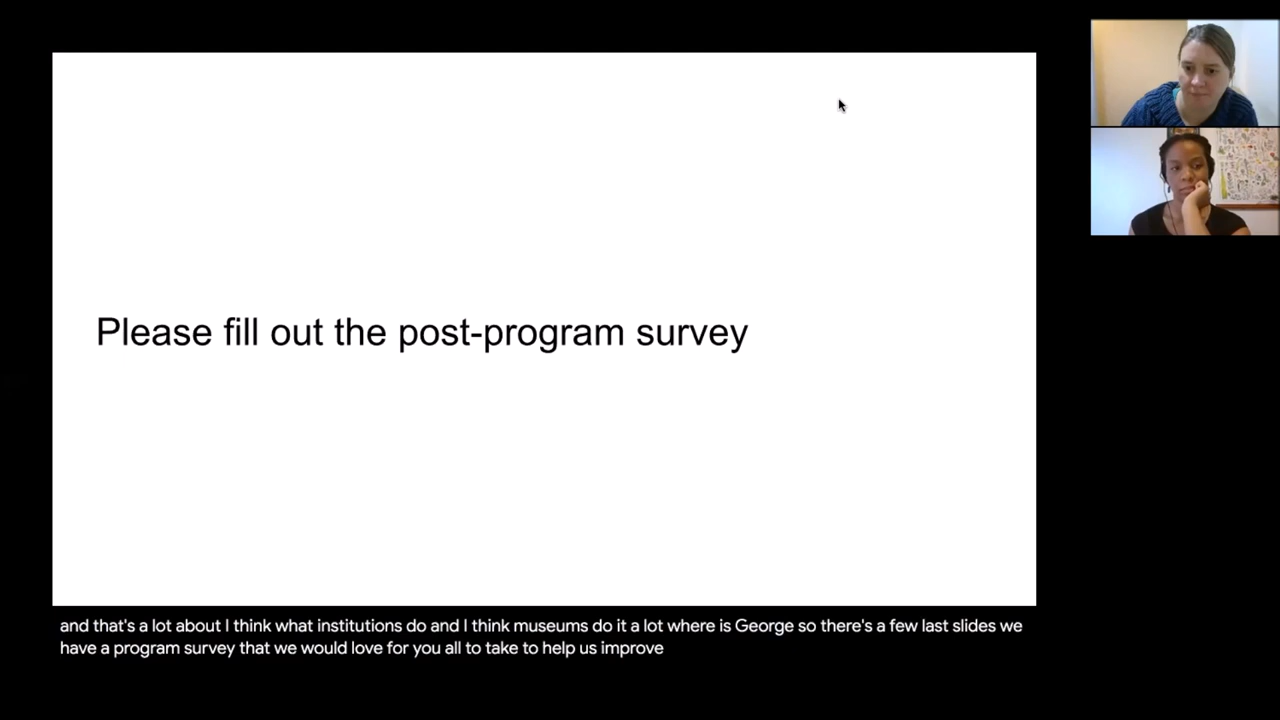 Please fill out the post-program survey
and that's a lot about I think what institutions do and I think museums do it a lot where is George so there's a few last slides we
have a program survey that we would love for you all to take to help us improve